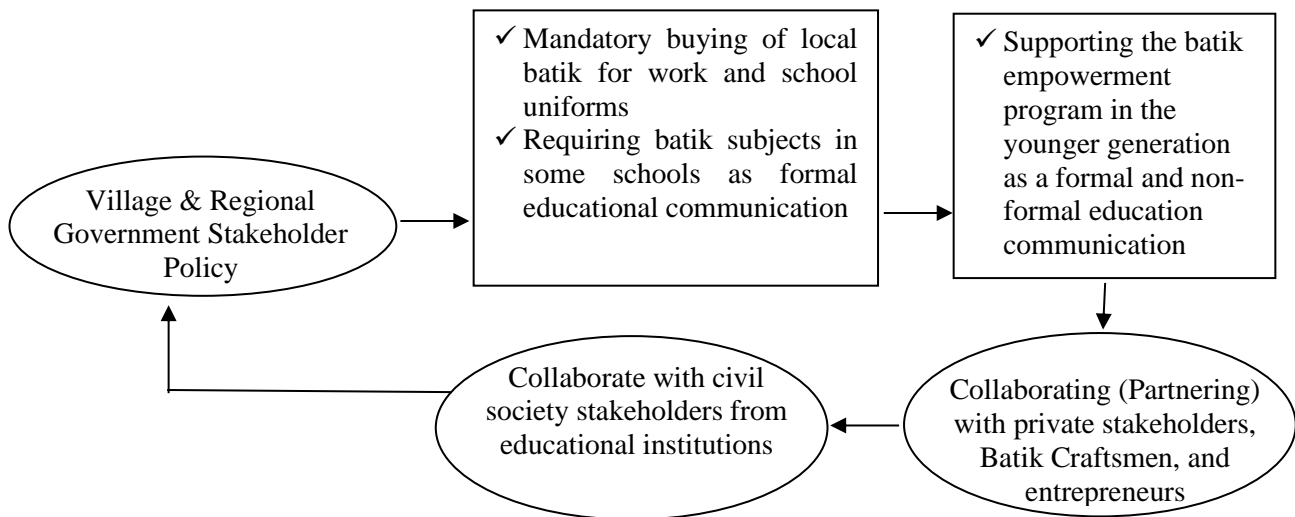 ✓ Mandatory buying of local
batik for work and school
uniforms
✓ Requiring batik subjects in
some schools as formal
educational communication
✓ Supporting the batik
empowerment
program in the
younger generation
as a formal and non-
formal education
communication
Village & Regional
Government Stakeholder
Policy
Collaborate with civil
society stakeholders from
educational institutions
Collaborating (Partnering)
with private stakeholders,
Batik Craftsmen, and
entrepreneurs